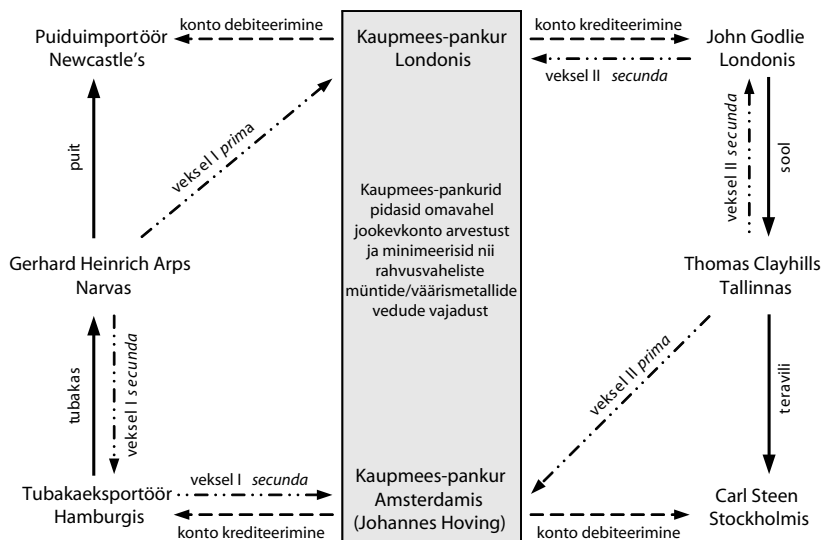 konto debiteerimine
konto krediteerimine
Puiduimportöör
Newcastle's
Kaupmees-pankur
Londonis
John Godlie
Londonis
veksel II secunda
puit
veksel I prima
veksel II secunda
sool
Kaupmees-pankurid
pidasid omavahel
jookevkonto arvestust
ja minimeerisid nii
rahvusvaheliste
müntide/väärismetallide
vedude vajadust
Gerhard Heinrich Arps
Narvas
Thomas Clayhills
Tallinnas
tubakas
veksel I secunda
veksel II prima
teravili
Tubakaeksportöör
Hamburgis
veksel I secunda
Kaupmees-pankur
Amsterdamis
(Johannes Hoving)
Carl Steen
Stockholmis
konto krediteerimine
konto debiteerimine